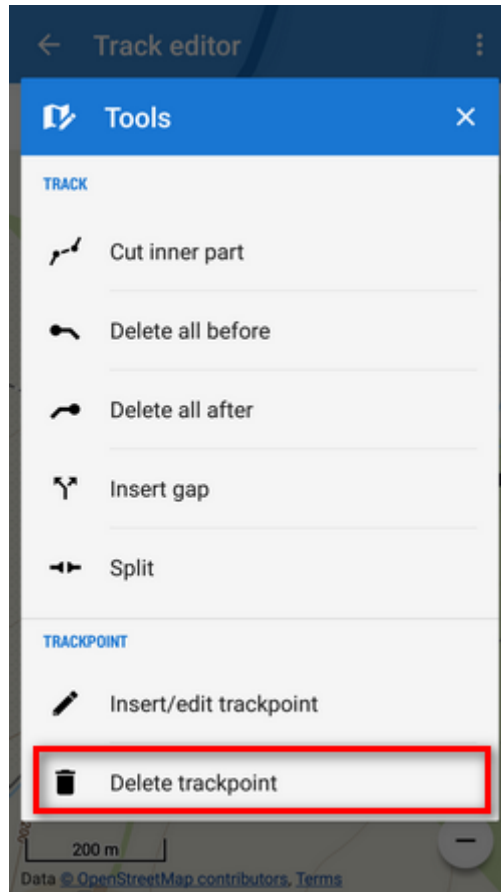 Track editor
Tools
TRACK
Cut inner part
Delete all before
Delete all after
Insert gap
Split
TRACKPOINT
Insert/edit trackpoint
Delete trackpoint
200
200 m
Data © OpenStreetMap contributors, Terms